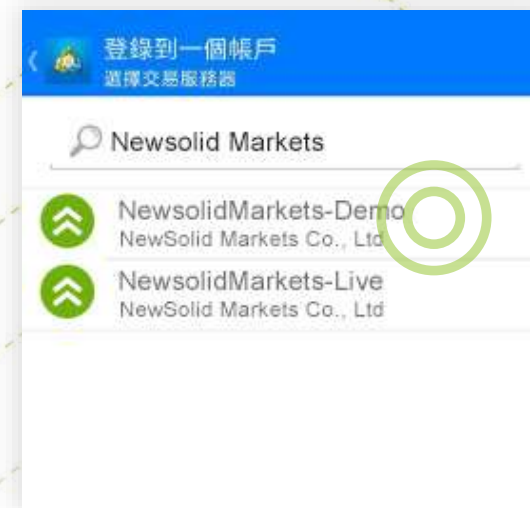 登錄到一個帳戶
選擇交易服務器
Newsolid Markets
NewsolidMarkets-Demo
NewSolid Markets Co., Ltd
NewsolidMarkets-Live
NewSolid Markets Co., Ltd